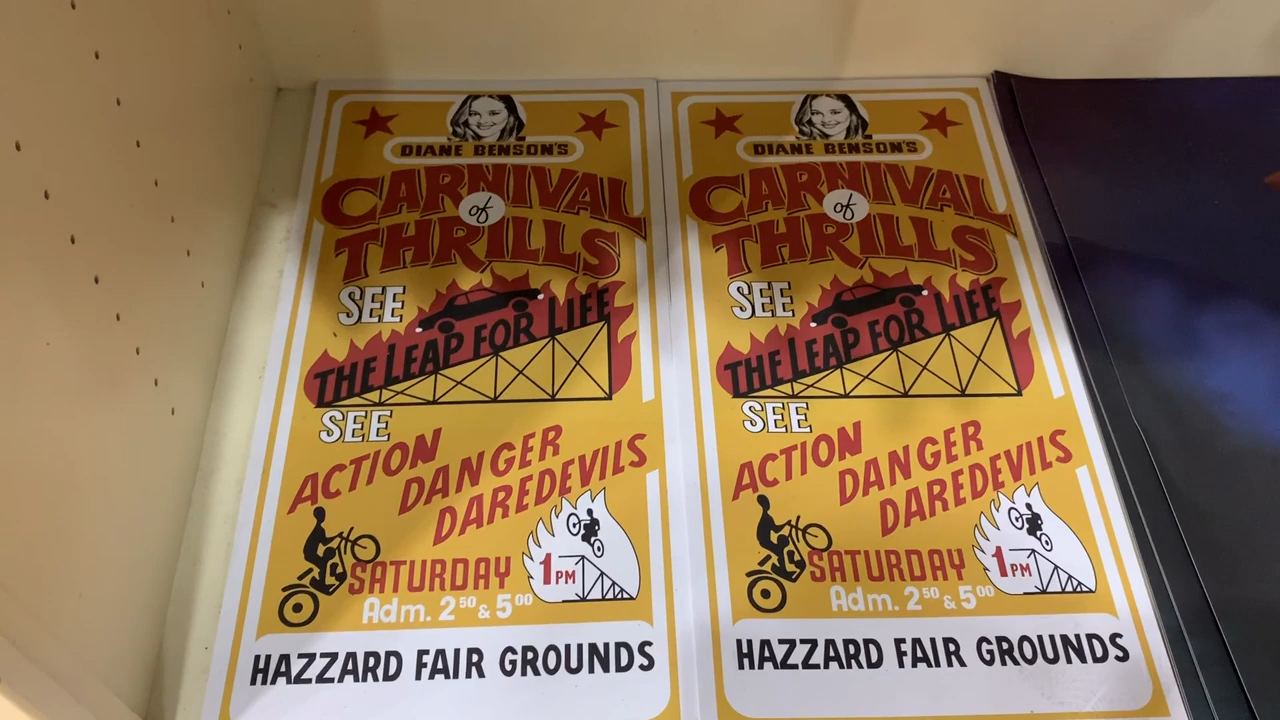 DIANE BENSON'S
CARNIVAL
of
THRILLS
SEE
THE LEAP FOR LIFE
SEE
ACTION
DANGER
DAREDEVILS
SATURDAY
1PM
Adm. 2⁵⁰ & 5⁰⁰
HAZZARD FAIR GROUNDS
DIANE BENSON'S
CARNIVAL
of
THRILLS
SEE
THE LEAP FOR LIFE
SEE
ACTION
DANGER
DAREDEVILS
SATURDAY
1PM
Adm. 2⁵⁰ & 5⁰⁰
HAZZARD FAIR GROUNDS